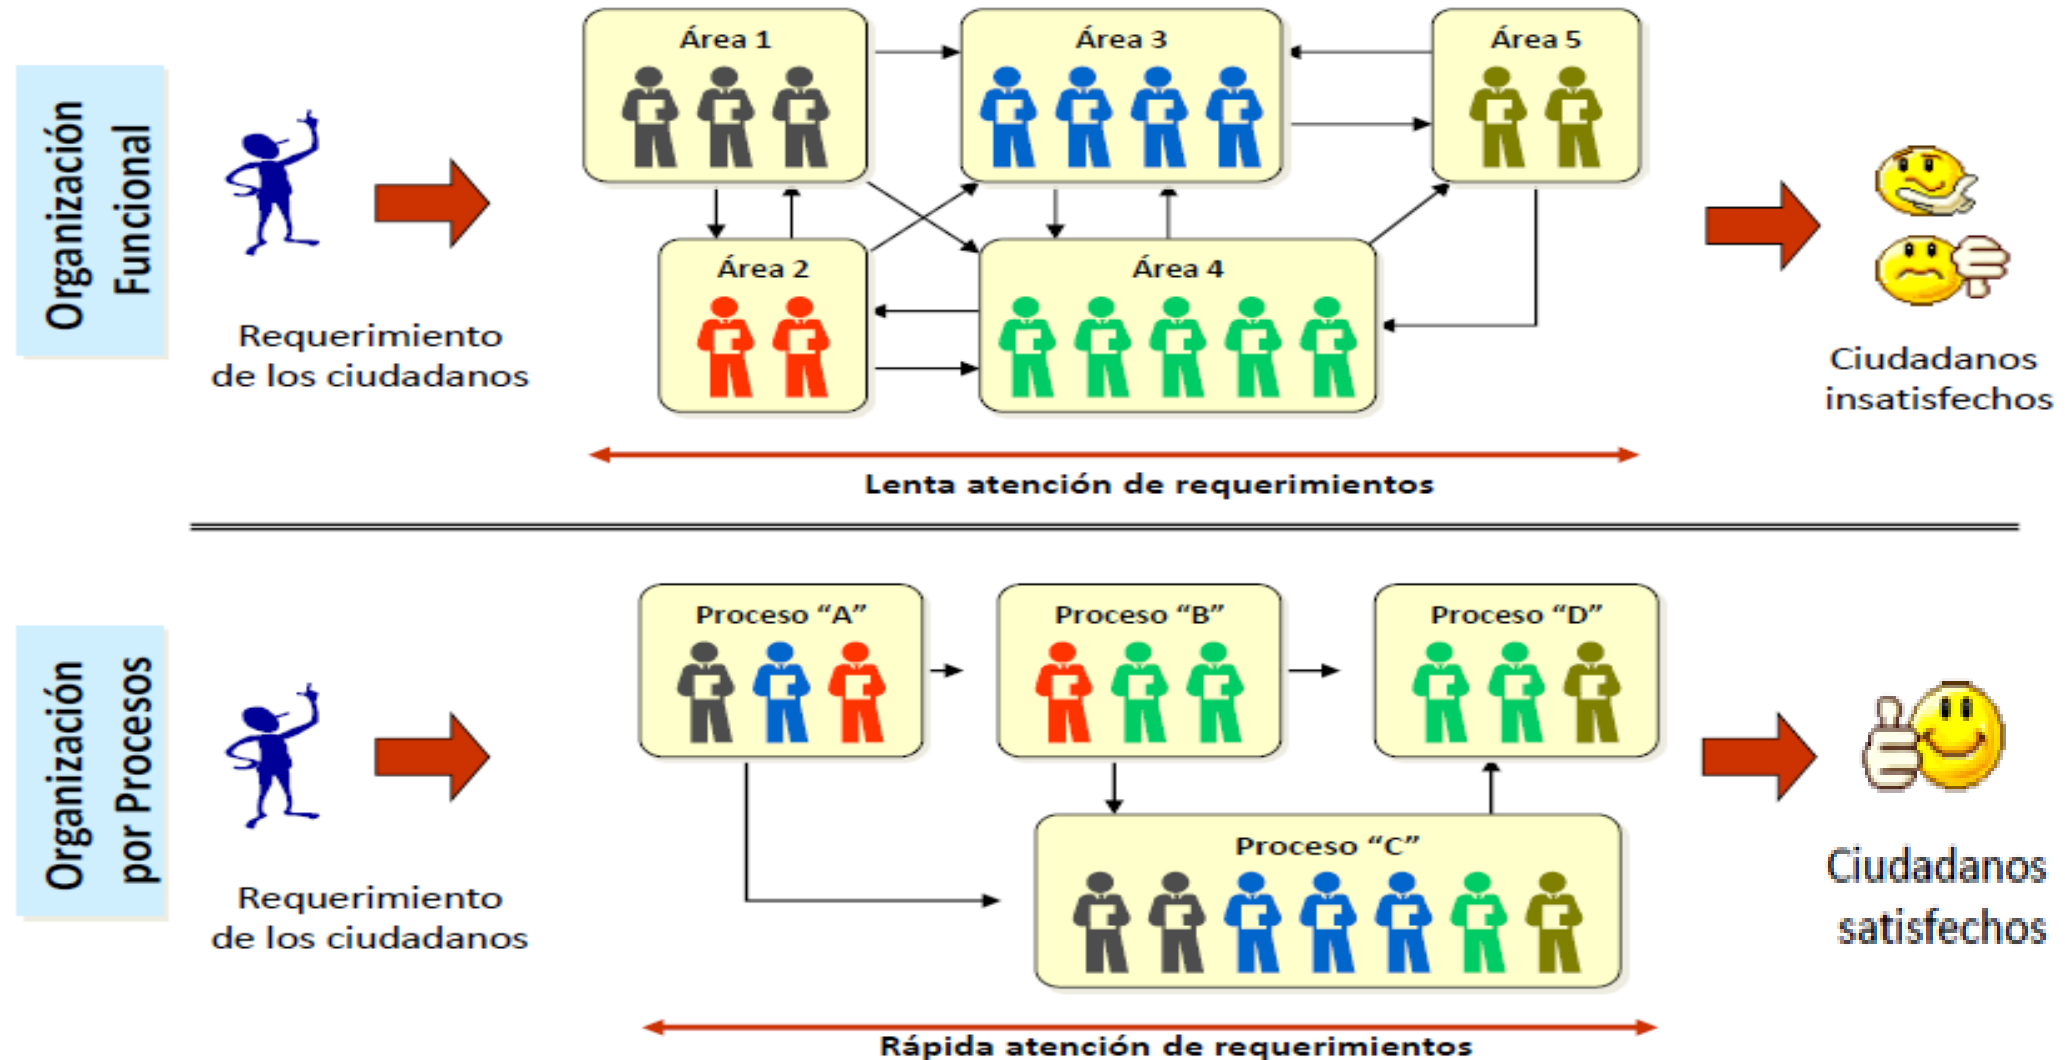 Organización
Funcional
Requerimiento
de los ciudadanos
Área 1
Área 3
Área 5
Área 2
Área 4
Ciudadanos
insatisfechos
Lenta atención de requerimientos
Organización
por Procesos
Requerimiento
de los ciudadanos
Proceso “A”
Proceso “B”
Proceso “D”
Proceso “C”
Ciudadanos
satisfechos
Rápida atención de requerimientos